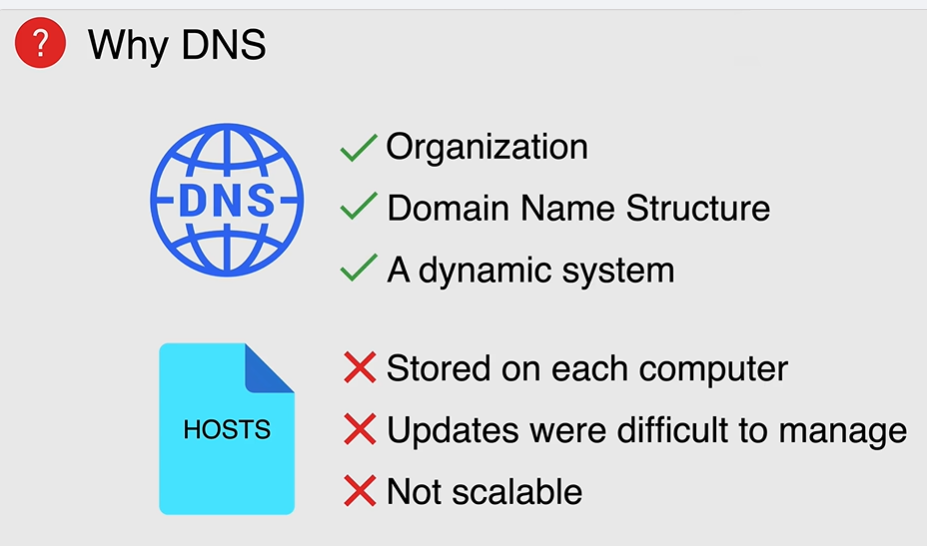 ? Why DNS
DNS
Organization
Domain Name Structure
A dynamic system
HOSTS
Stored on each computer
Updates were difficult to manage
Not scalable